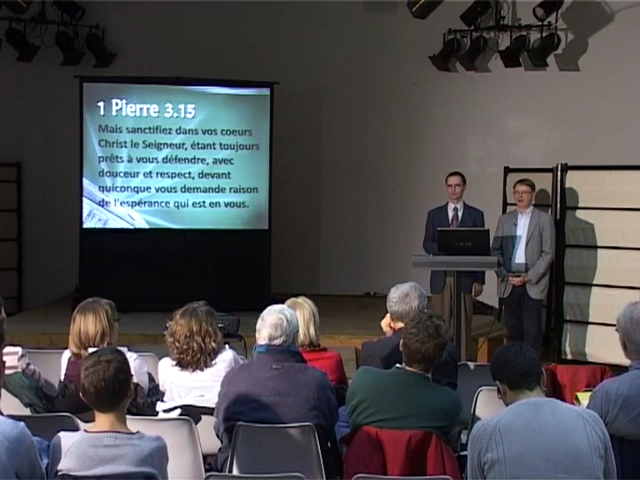 1 Pierre 3.15
Mais sanctifiez dans vos coeurs
Christ le Seigneur, étant toujours
prêts à vous défendre, avec
douceur et respect, devant
quiconque vous demande raison
de l'espérance qui est en vous.